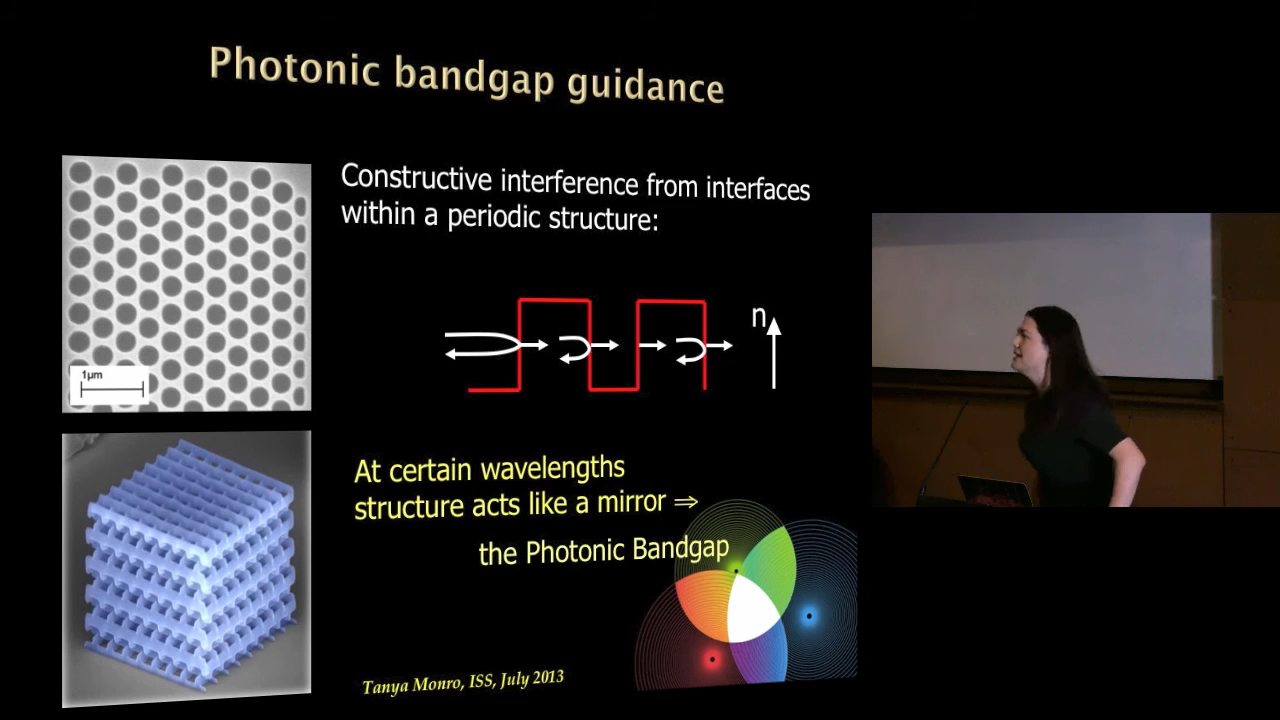 Photonic bandgap guidance
Constructive interference from interfaces
within a periodic structure:
n
1µm
At certain wavelengths
structure acts like a mirror ⇒
the Photonic Bandgap
Tanya Monro, ISS, July 2013